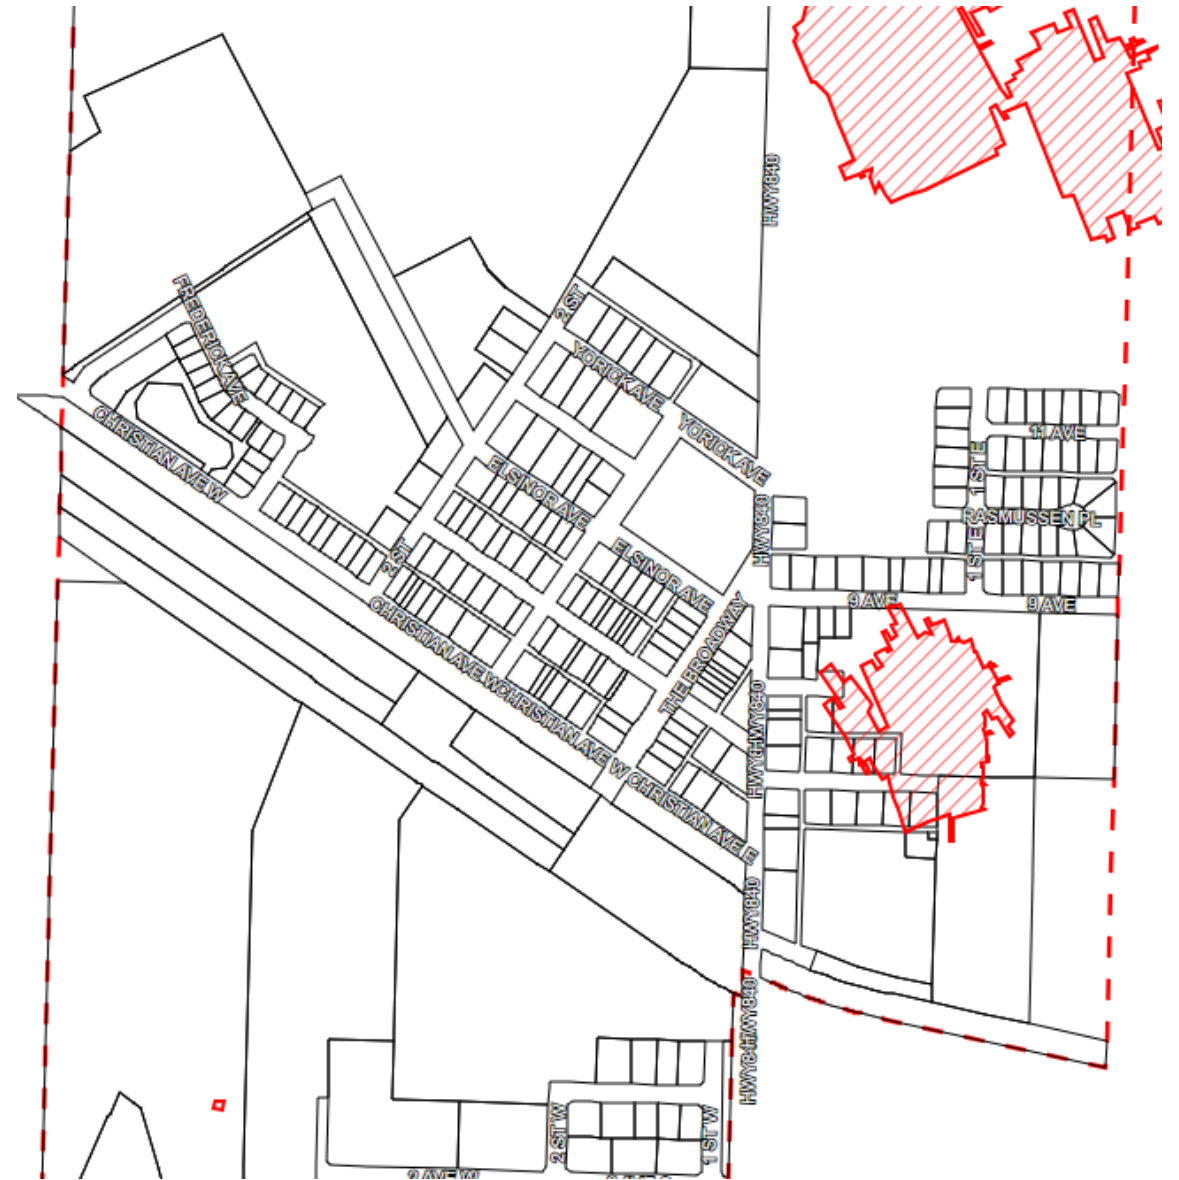 HWY840
2 ST
FREDERICK AVE
YORICK AVE
YORICK AVE
CHRISTIAN AVE W
11 AVE
1 ST E
ELSINOR AVE
HWY840
RASMUSSEN PL
1 ST E
2 ST
ELSINOR AVE
9 AVE
9 AVE
CHRISTIAN AVE W
THE BROADWAY
CHRISTIAN AVE W
HWY840
CHRISTIAN AVE E
HWY840
HWY840
2 ST W
1 ST W
2 AVE W